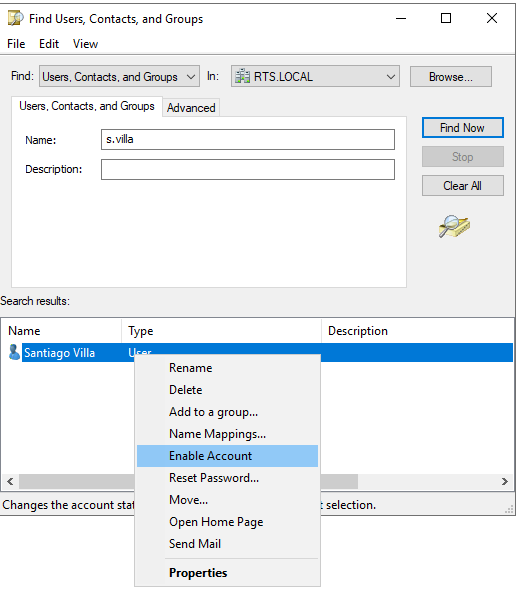 Find Users, Contacts, and Groups
File Edit View
Find: Users, Contacts, and Groups In: RTS.LOCAL Browse...
Users, Contacts, and Groups Advanced
Find Now
Name: s.villa
Stop
Description:
Clear All
Search results:
Name Type Description
Santiago Villa User
Rename
Delete
Add to a group...
Name Mappings...
Enable Account
Reset Password...
Move...
Changes the account stat t selection.
Open Home Page
Send Mail
Properties